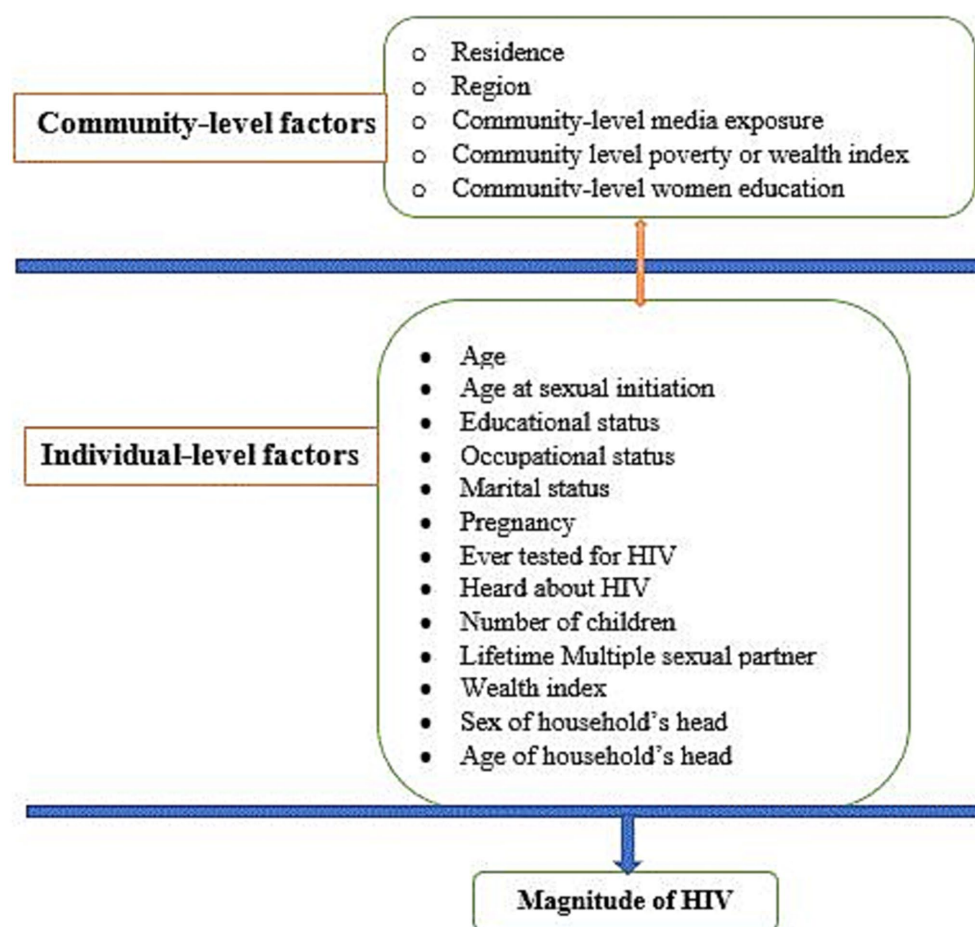 Community-level factors
Residence
Region
Community-level media exposure
Community level poverty or wealth index
Community-level women education
Individual-level factors
Age
Age at sexual initiation
Educational status
Occupational status
Marital status
Pregnancy
Ever tested for HIV
Heard about HIV
Number of children
Lifetime Multiple sexual partner
Wealth index
Sex of household’s head
Age of household’s head
Magnitude of HIV